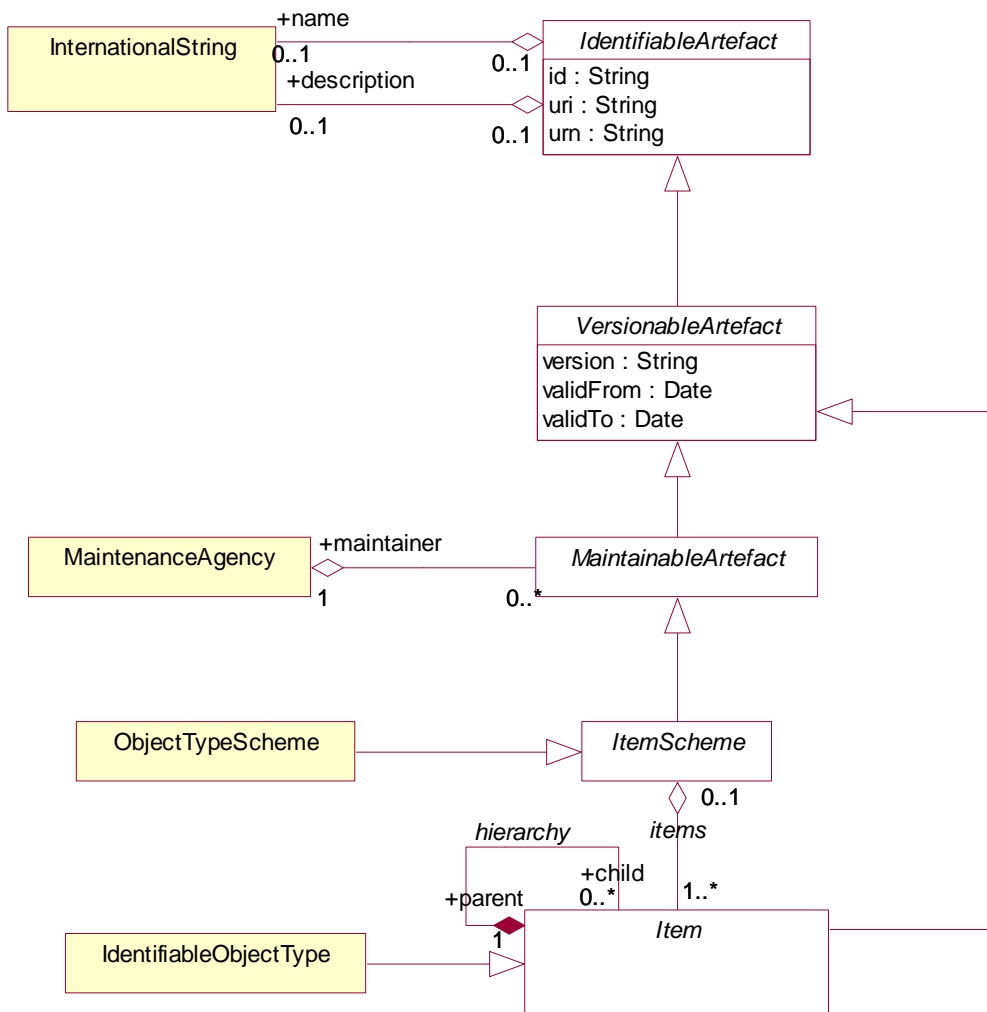 +name
InternationalString
IdentifiableArtefact
0..1
0..1
id : String
+description
uri : String
0..1
0..1
urn : String
VersionableArtefact
version : String
validFrom : Date
validTo : Date
+maintainer
MaintenanceAgency
MaintainableArtefact
1
0..*
ObjectTypeScheme
ItemScheme
0..1
items
hierarchy
+child
+parent
0..*
1..*
1
Item
IdentifiableObjectType